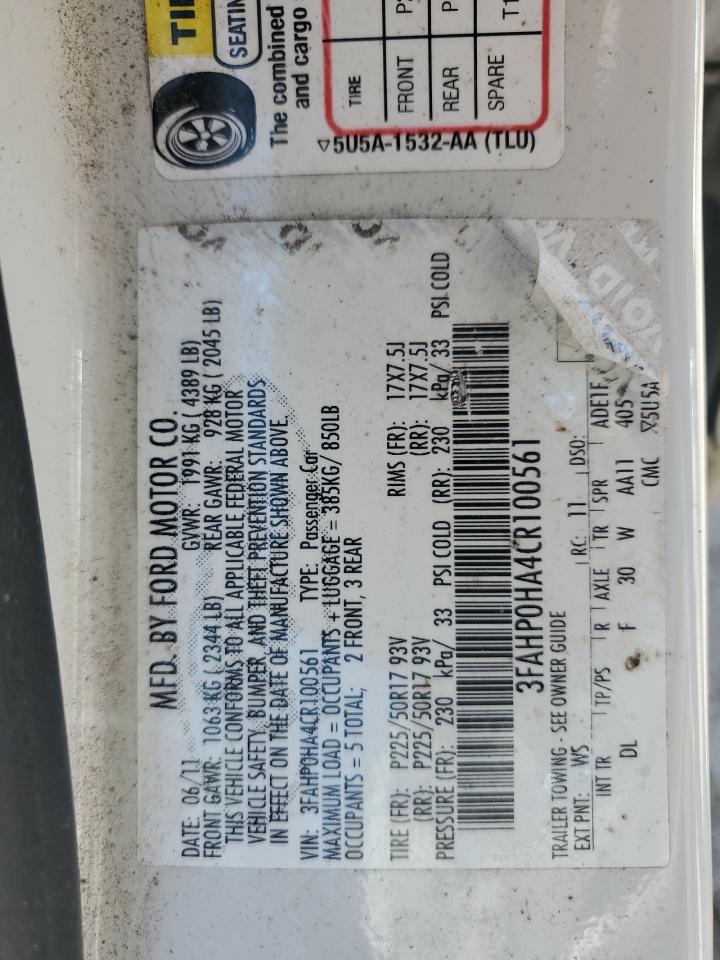 TIRE
FRONT
REAR
SPARE T1
The combined
and cargo
SEATIN
▽5U5A-1532-AA (TLU)
MFD. BY FORD MOTOR CO.
DATE: 06/11 GVWR: 1991 KG ( 4389 LB)
FRONT GAWR: 1063 KG ( 2344 LB) REAR GAWR: 928 KG ( 2045 LB)
THIS VEHICLE CONFORMS TO ALL APPLICABLE FEDERAL MOTOR
VEHICLE SAFETY, BUMPER, AND THEFT PREVENTION STANDARDS
IN EFFECT ON THE DATE OF MANUFACTURE SHOWN ABOVE.
VIN: 3FAHP0HA4CR100561 TYPE: Passenger Car
MAXIMUM LOAD = OCCUPANTS + LUGGAGE = 385KG/ 850LB
OCCUPANTS = 5 TOTAL; 2 FRONT, 3 REAR
TIRE (FR): P225/50R17 93V RIMS (FR): 17X7.5J
(RR): P225/50R17 93V (RR): 17X7.5J
PRESSURE (FR): 230 kPa/ 33 PSI COLD (RR): 230 kPa/ 33 PSI COLD
3FAHP0HA4CR100561
TRAILER TOWING - SEE OWNER GUIDE
EXT PNT: WS RC: 11 DSO:
INT TR TP/PS R AXLE TR SPR ADE1F
DL F 30 W AA11 405
CMC ▽5U5A
VOID